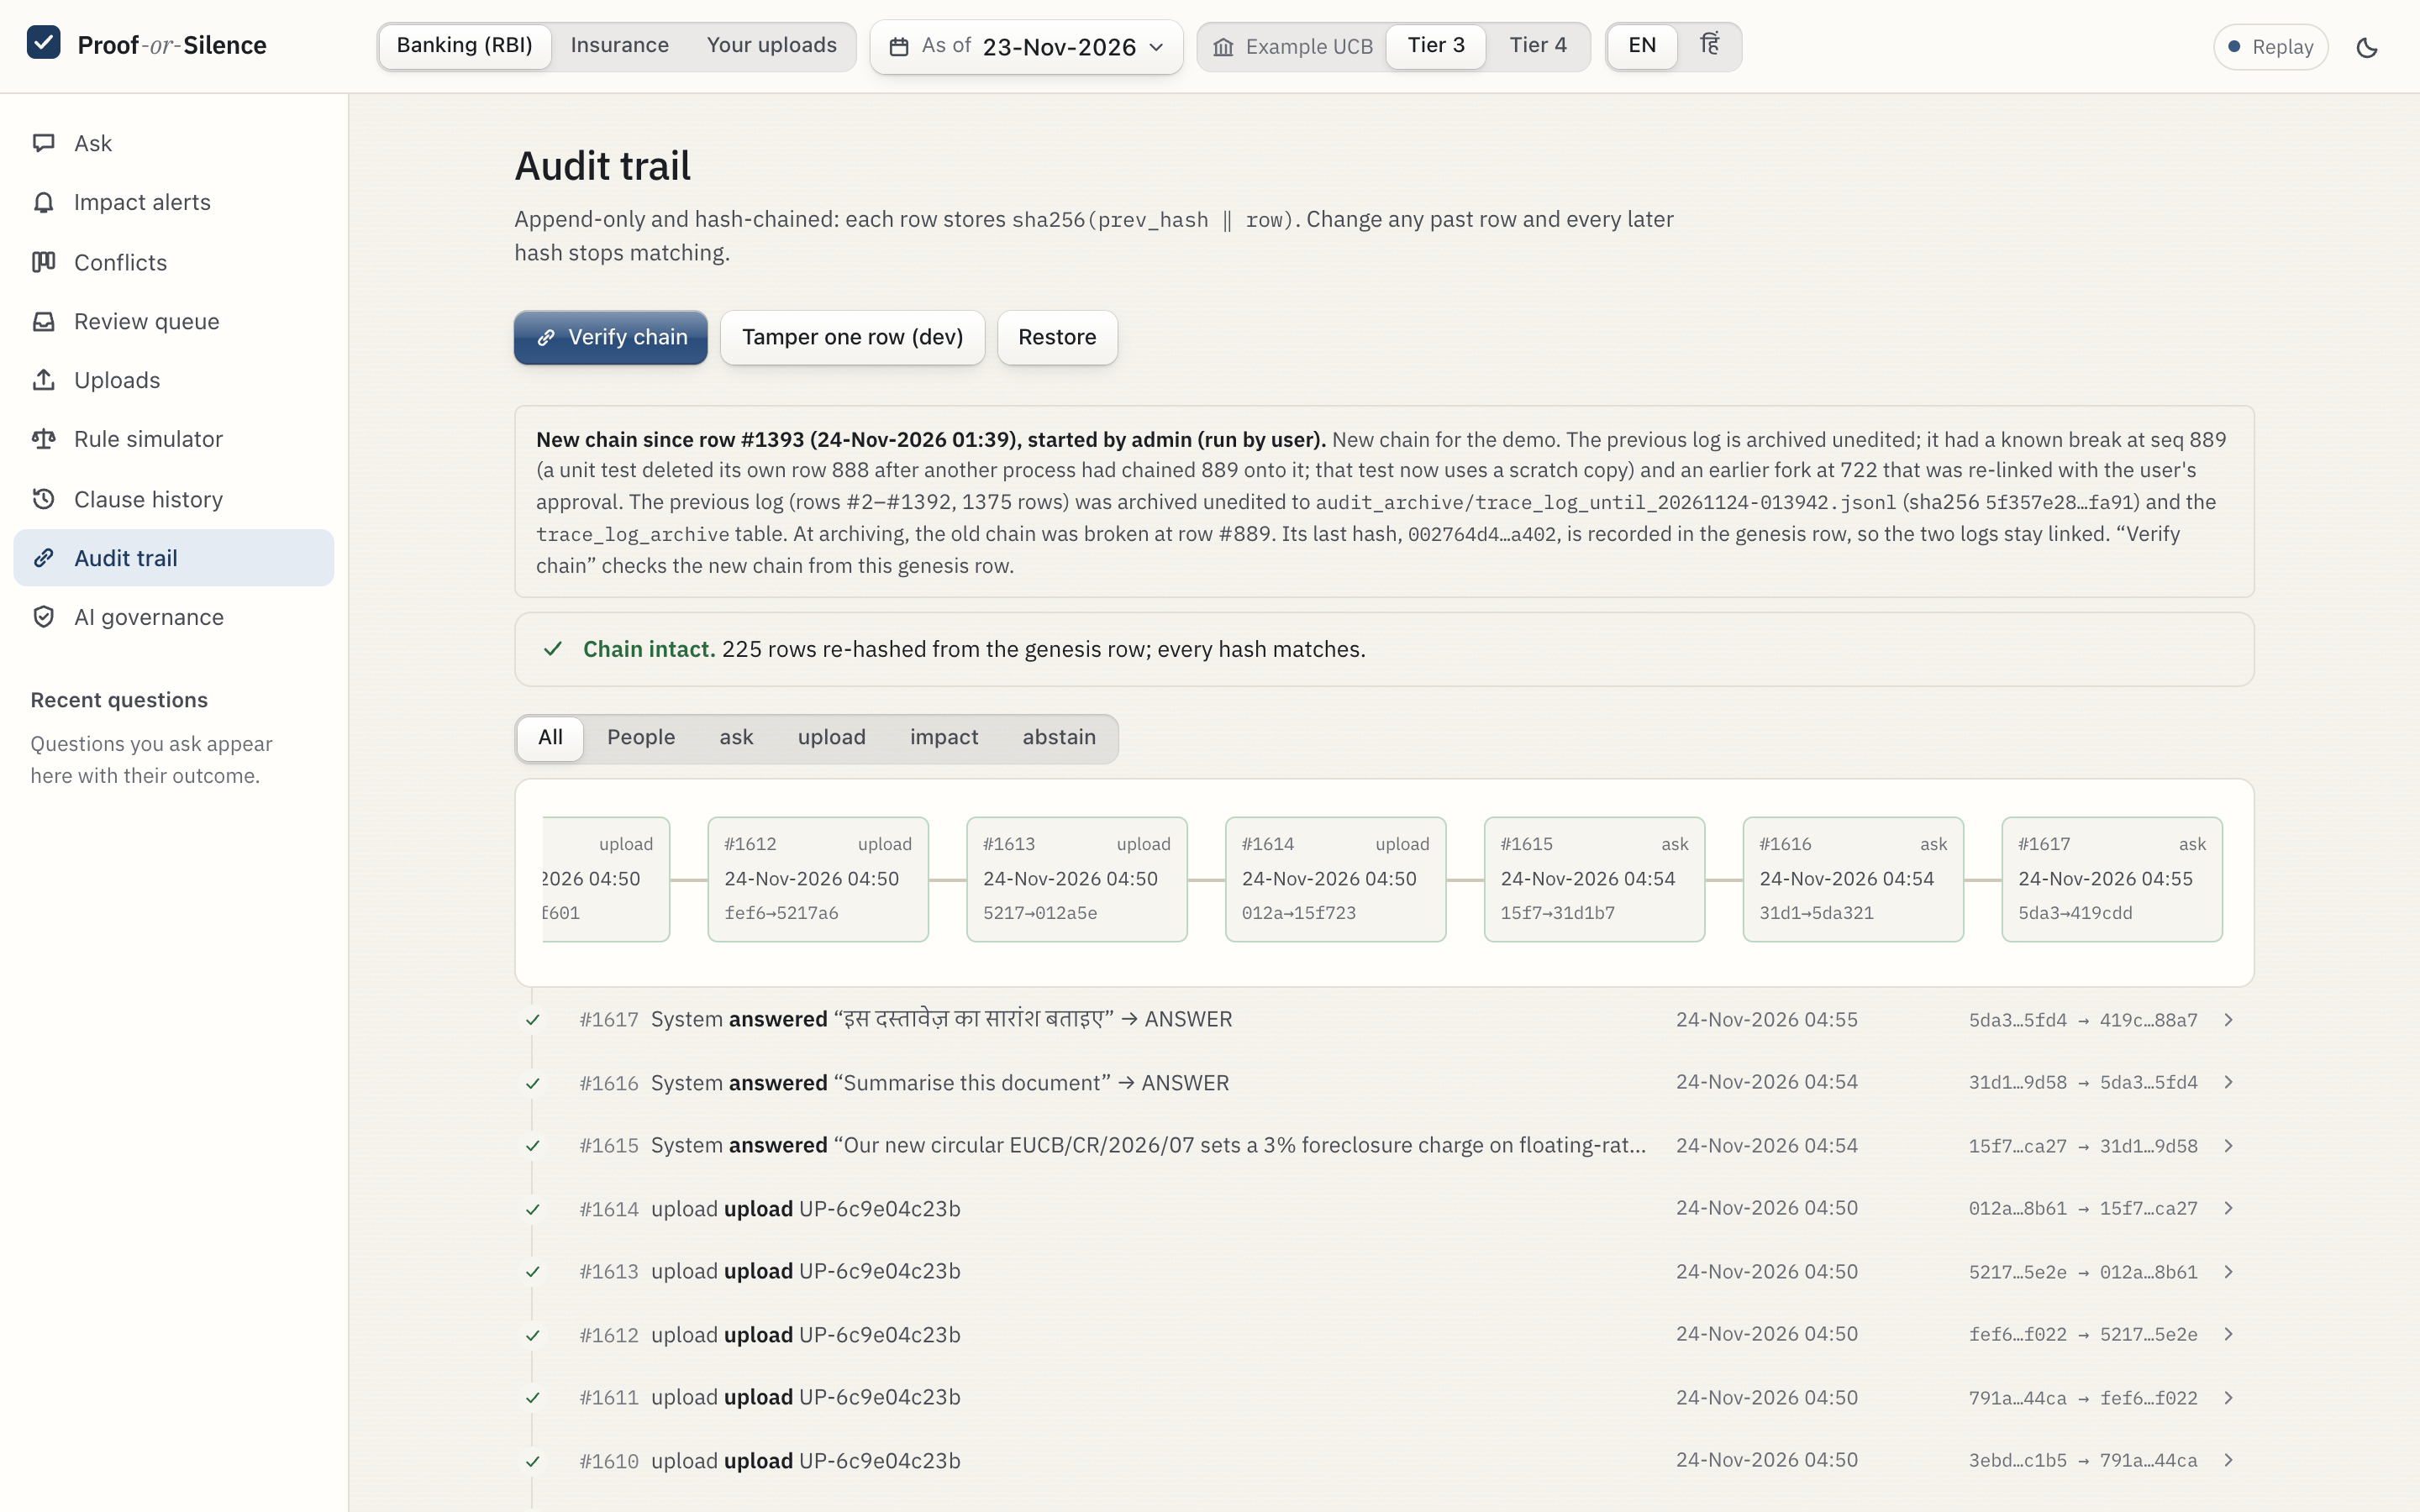 Proof-or-Silence
Banking (RBI) Insurance Your uploads
As of 23-Nov-2026
Example UCB Tier 3 Tier 4
EN हिं
Replay
Ask
Impact alerts
Conflicts
Review queue
Uploads
Rule simulator
Clause history
Audit trail
AI governance
Recent questions
Questions you ask appear
here with their outcome.
Audit trail
Append-only and hash-chained: each row stores sha256(prev_hash ‖ row). Change any past row and every later
hash stops matching.
Verify chain Tamper one row (dev) Restore
New chain since row #1393 (24-Nov-2026 01:39), started by admin (run by user). New chain for the demo. The previous log is archived unedited; it had a known break at seq 889
(a unit test deleted its own row 888 after another process had chained 889 onto it; that test now uses a scratch copy) and an earlier fork at 722 that was re-linked with the user's
approval. The previous log (rows #2–#1392, 1375 rows) was archived unedited to audit_archive/trace_log_until_20261124-013942.jsonl (sha256 5f357e28…fa91) and the
trace_log_archive table. At archiving, the old chain was broken at row #889. Its last hash, 002764d4…a402, is recorded in the genesis row, so the two logs stay linked. “Verify
chain” checks the new chain from this genesis row.
Chain intact. 225 rows re-hashed from the genesis row; every hash matches.
All People ask upload impact abstain
upload
2026 04:50
f601
#1612 upload
24-Nov-2026 04:50
fef6→5217a6
#1613 upload
24-Nov-2026 04:50
5217→012a5e
#1614 upload
24-Nov-2026 04:50
012a→15f723
#1615 ask
24-Nov-2026 04:54
15f7→31d1b7
#1616 ask
24-Nov-2026 04:54
31d1→5da321
#1617 ask
24-Nov-2026 04:55
5da3→419cdd
#1617 System answered “इस दस्तावेज़ का सारांश बताइए” → ANSWER 24-Nov-2026 04:55 5da3…5fd4 → 419c…88a7
#1616 System answered “Summarise this document” → ANSWER 24-Nov-2026 04:54 31d1…9d58 → 5da3…5fd4
#1615 System answered “Our new circular EUCB/CR/2026/07 sets a 3% foreclosure charge on floating-rat… 24-Nov-2026 04:54 15f7…ca27 → 31d1…9d58
#1614 upload upload UP-6c9e04c23b 24-Nov-2026 04:50 012a…8b61 → 15f7…ca27
#1613 upload upload UP-6c9e04c23b 24-Nov-2026 04:50 5217…5e2e → 012a…8b61
#1612 upload upload UP-6c9e04c23b 24-Nov-2026 04:50 fef6…f022 → 5217…5e2e
#1611 upload upload UP-6c9e04c23b 24-Nov-2026 04:50 791a…44ca → fef6…f022
#1610 upload upload UP-6c9e04c23b 24-Nov-2026 04:50 3ebd…c1b5 → 791a…44ca